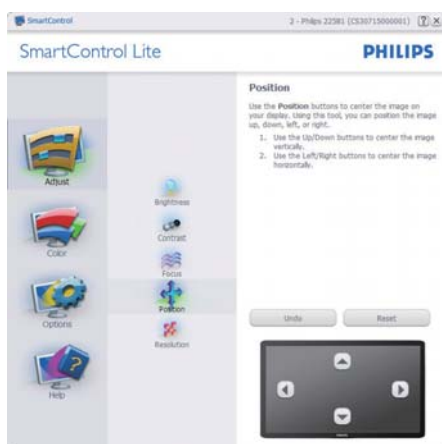 SmartControl
2 - Philips 225B1 (CS30715000001)
SmartControl Lite
PHILIPS
Adjust
Color
Options
Help
Brightness
Contrast
Focus
Position
Resolution
Position
Use the Position buttons to center the image on
your display. Using the tool, you can position the image
up, down, left, or right.
1. Use the Up/Down buttons to center the image
vertically.
2. Use the Left/Right buttons to center the image
horizontally.
Undo
Reset